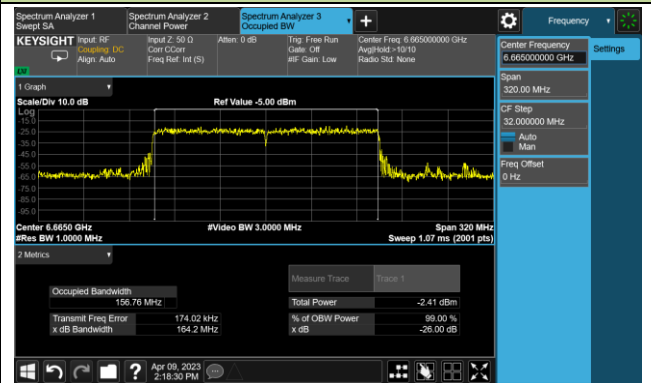 Spectrum Analyzer 1
Swept SA
Spectrum Analyzer 2
Channel Power
Spectrum Analyzer 3
Occupied BW
Frequency
KEYSIGHT
Input: RF
Coupling: DC
Align: Auto
Input Z: 50 Ω
Corr CCorr
Freq Ref: Int (S)
Atten: 0 dB
Trig: Free Run
Gate: Off
#IF Gain: Low
Center Freq: 6.665000000 GHz
Avg|Hold:>10/10
Radio Std: None
Center Frequency
6.665000000 GHz
Settings
Span
320.00 MHz
CF Step
32.000000 MHz
Auto
Man
Freq Offset
0 Hz
1 Graph
Scale/Div 10.0 dB
Ref Value -5.00 dBm
Log
-15.0
-25.0
-35.0
-45.0
-55.0
-65.0
-75.0
-85.0
-95.0
Center 6.6650 GHz
#Res BW 1.0000 MHz
#Video BW 3.0000 MHz
Span 320 MHz
Sweep 1.07 ms (2001 pts)
2 Metrics
Measure Trace
Trace 1
Occupied Bandwidth
156.76 MHz
Total Power
-2.41 dBm
Transmit Freq Error
174.02 kHz
% of OBW Power
99.00 %
x dB Bandwidth
164.2 MHz
x dB
-26.00 dB
Apr 09, 2023
2:18:30 PM